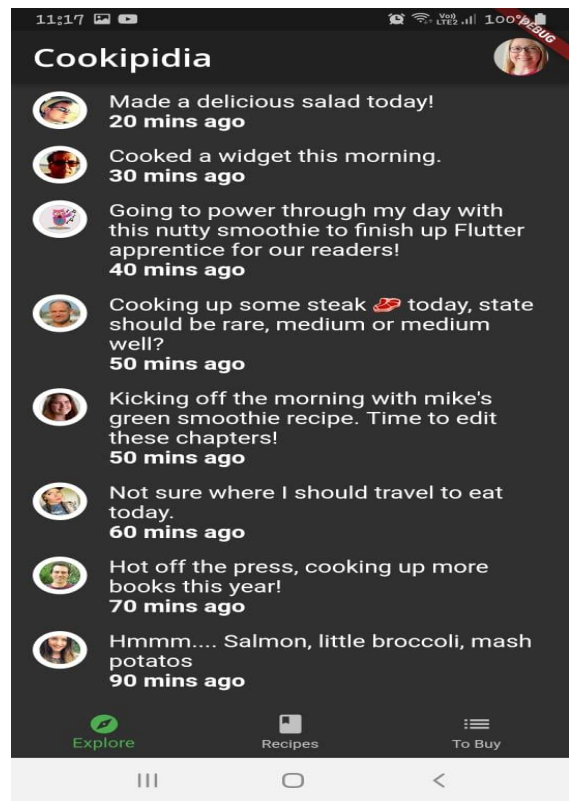 11:17
Vo))
LTE2
100%
DEBUG
Cookipidia
Made a delicious salad today!
20 mins ago
Cooked a widget this morning.
30 mins ago
Going to power through my day with
this nutty smoothie to finish up Flutter
apprentice for our readers!
40 mins ago
Cooking up some steak 🥩 today, state
should be rare, medium or medium
well?
50 mins ago
Kicking off the morning with mike's
green smoothie recipe. Time to edit
these chapters!
50 mins ago
Not sure where I should travel to eat
today.
60 mins ago
Hot off the press, cooking up more
books this year!
70 mins ago
Hmmm.... Salmon, little broccoli, mash
potatos
90 mins ago
Explore
Recipes
To Buy